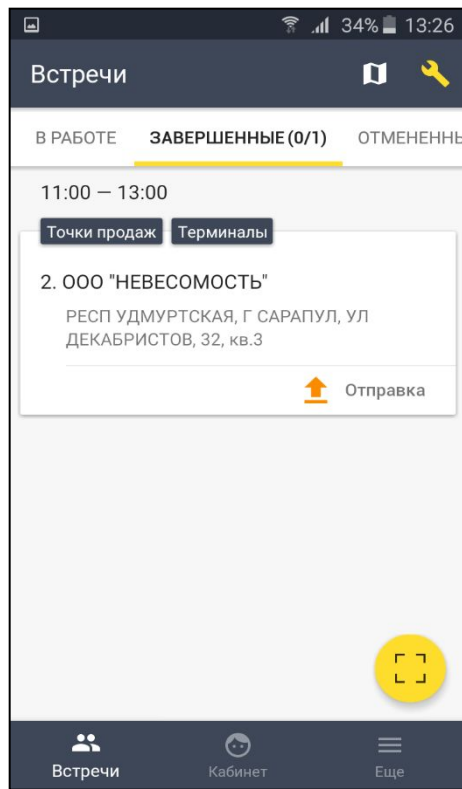 34% 13:26
Встречи
В РАБОТЕ ЗАВЕРШЕННЫЕ (0/1) ОТМЕНЕННЫ
11:00 — 13:00
Точки продаж Терминалы
2. ООО "НЕВЕСОМОСТЬ"
РЕСП УДМУРТСКАЯ, Г САРАПУЛ, УЛ
ДЕКАБРИСТОВ, 32, кв.3
Отправка
Встречи Кабинет Еще